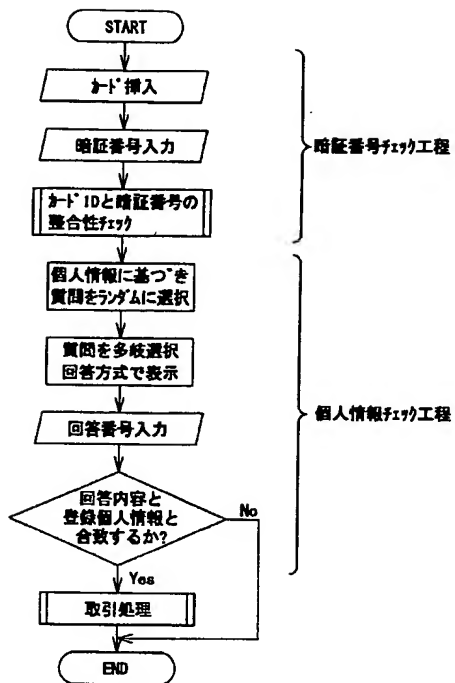 START
ｶｰﾄﾞ挿入
暗証番号入力
暗証番号ﾁｪｯｸ工程
ｶｰﾄﾞIDと暗証番号の
整合性ﾁｪｯｸ
個人情報に基づき
質問をﾗﾝﾀﾞﾑに選択
質問を多岐選択
回答方式で表示
回答番号入力
個人情報ﾁｪｯｸ工程
回答内容と
登録個人情報と
合致するか?
No
Yes
取引処理
END